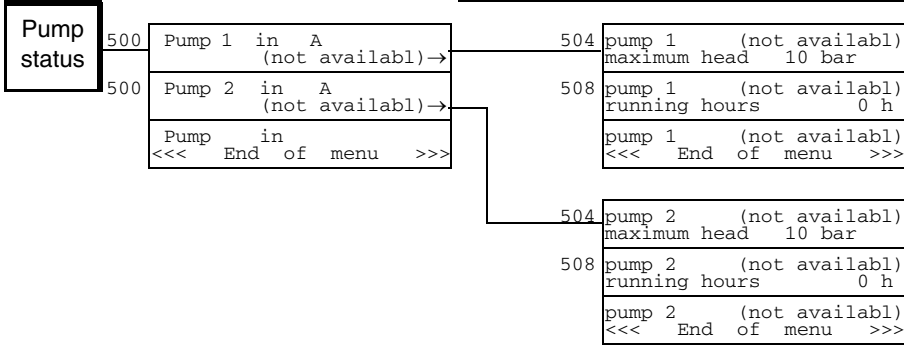 Pump
status
500
Pump 1 in A
(not availabl)→
500
Pump 2 in A
(not availabl)→
Pump in
<<< End of menu >>>
504
pump 1 (not availabl)
maximum head 10 bar
508
pump 1 (not availabl)
running hours 0 h
pump 1 (not availabl)
<<< End of menu >>>
504
pump 2 (not availabl)
maximum head 10 bar
508
pump 2 (not availabl)
running hours 0 h
pump 2 (not availabl)
<<< End of menu >>>